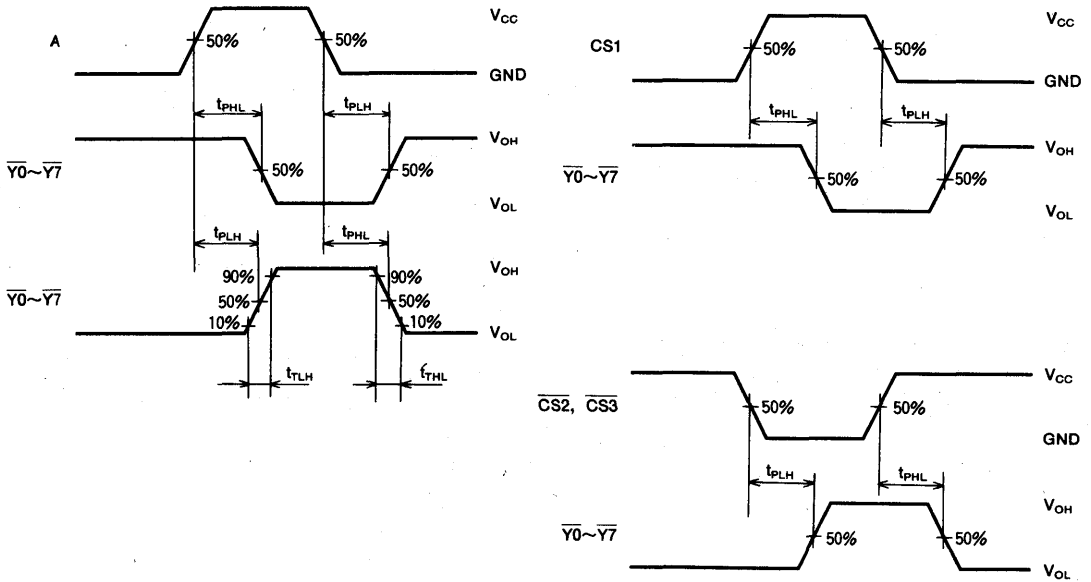 A
50%
50%
VCC
GND
tPHL
tPLH
Y0~Y7
50%
50%
VOH
VOL
tPLH
tPHL
Y0~Y7
90%
50%
10%
90%
50%
10%
VOH
VOL
tTLH
tTHL
CS1
50%
50%
VCC
GND
tPHL
tPLH
Y0~Y7
50%
50%
VOH
VOL
CS2, CS3
50%
50%
VCC
GND
tPLH
tPHL
Y0~Y7
50%
50%
VOH
VOL